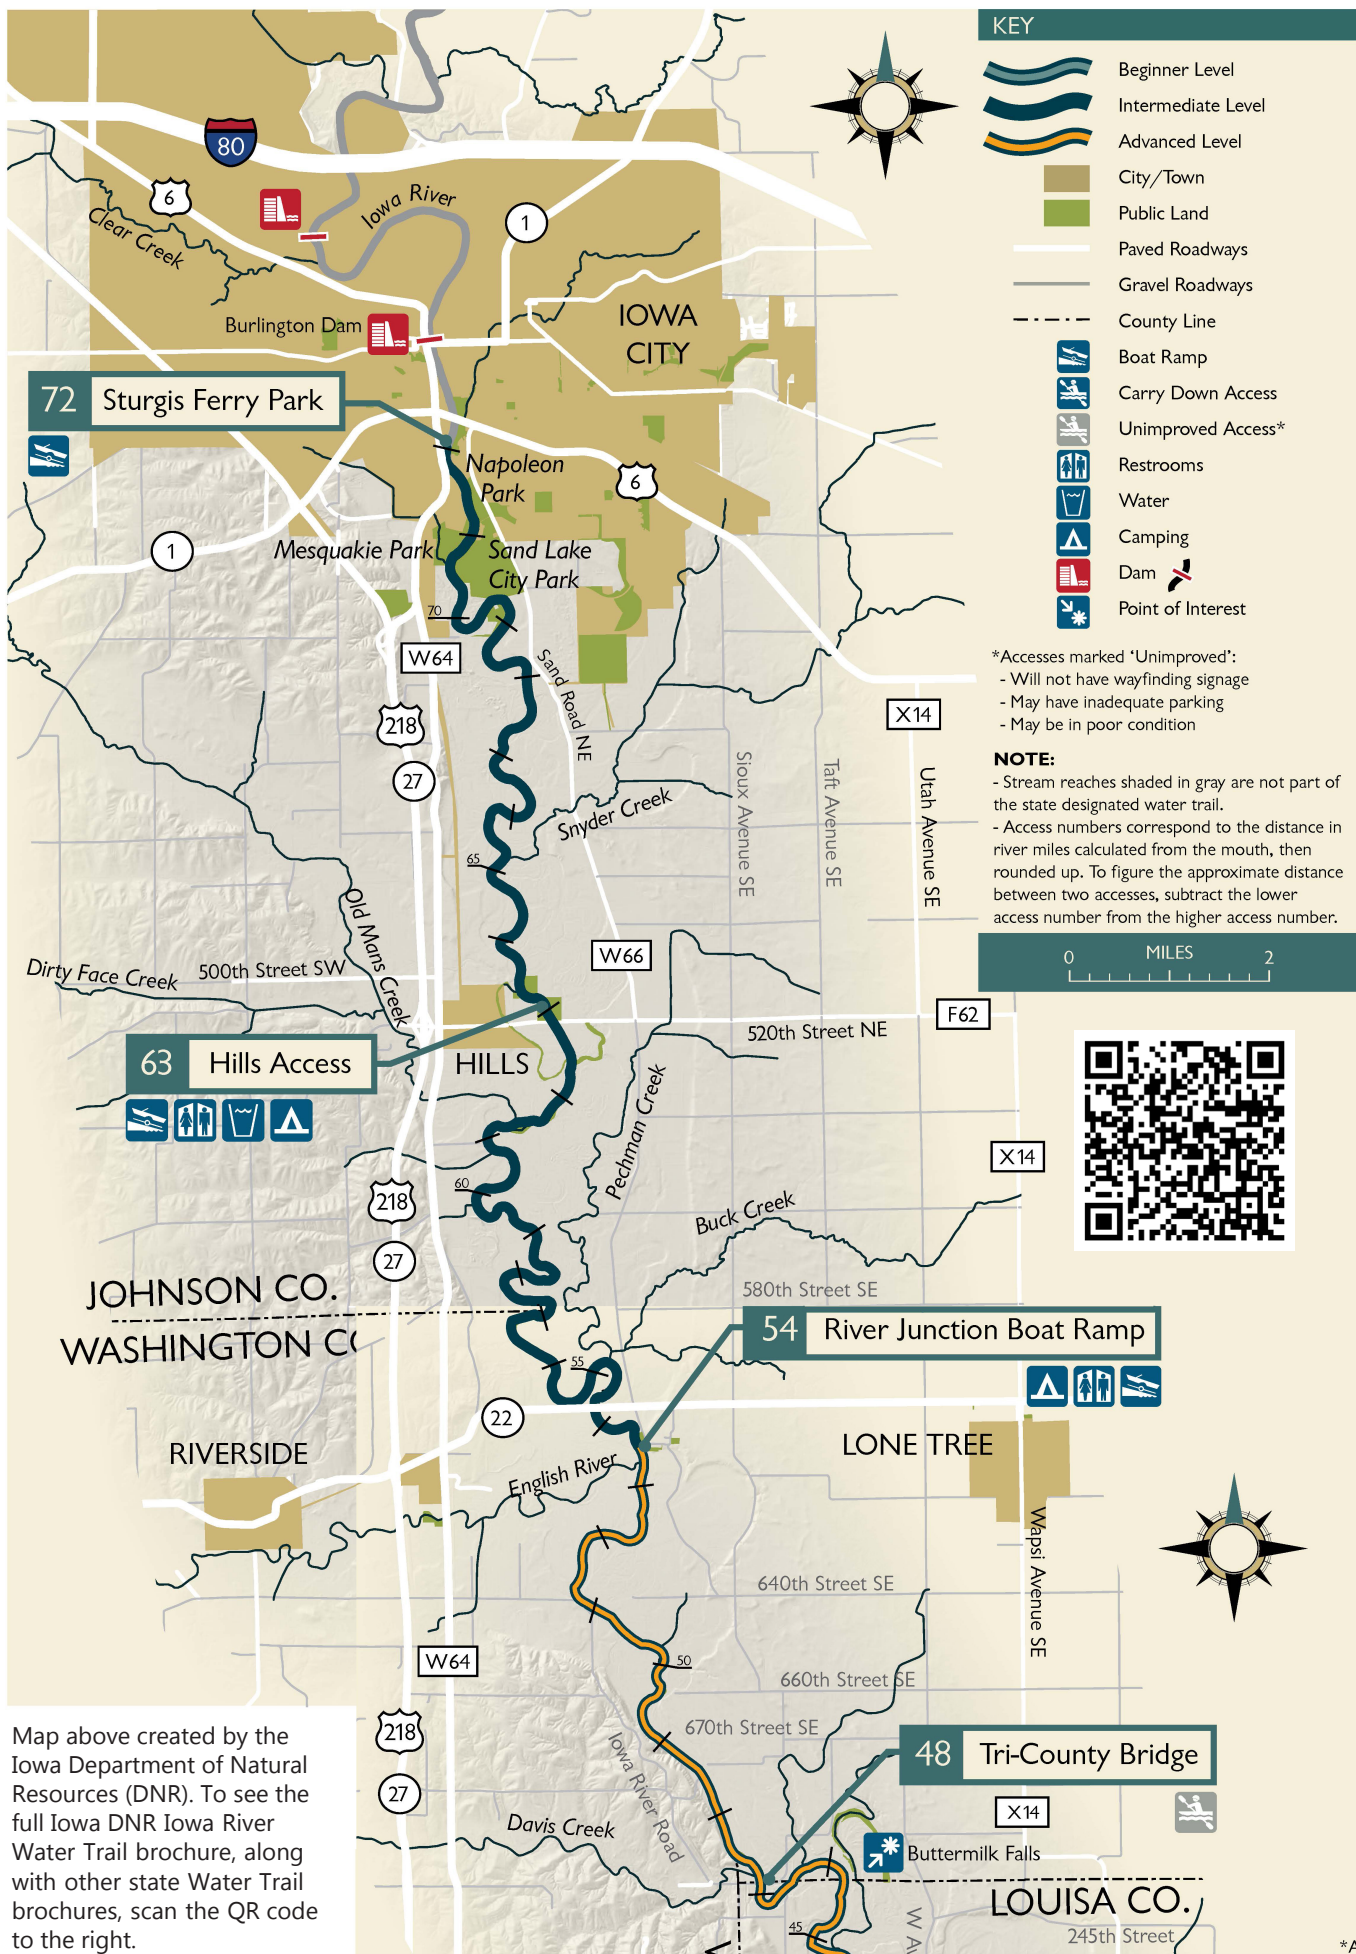 KEY
Beginner Level
Intermediate Level
Advanced Level
City/Town
Public Land
Paved Roadways
Gravel Roadways
County Line
Boat Ramp
Carry Down Access
Unimproved Access*
Restrooms
Water
Camping
Dam
Point of Interest
*Accesses marked 'Unimproved':
- Will not have wayfinding signage
- May have inadequate parking
- May be in poor condition
NOTE:
- Stream reaches shaded in gray are not part of
the state designated water trail.
- Access numbers correspond to the distance in
river miles calculated from the mouth, then
rounded up. To figure the approximate distance
between two accesses, subtract the lower
access number from the higher access number.
0 MILES 2
80
6
Clear Creek
Iowa River
1
Burlington Dam
IOWA
CITY
72 Sturgis Ferry Park
Napoleon
Park
6
1
Mesquakie Park
Sand Lake
City Park
70
W64
Sand Road NE
218
X14
27
Sioux Avenue SE
Taft Avenue SE
Utah Avenue SE
Snyder Creek
65
Old Mans Creek
W66
Dirty Face Creek
500th Street SW
F62
520th Street NE
63 Hills Access
HILLS
Pechman Creek
X14
60
218
Buck Creek
27
JOHNSON CO.
580th Street SE
WASHINGTON C
54 River Junction Boat Ramp
55
22
RIVERSIDE
LONE TREE
English River
Wapsi Avenue SE
640th Street SE
W64
50
660th Street SE
670th Street SE
218
Iowa River Road
48 Tri-County Bridge
27
X14
Davis Creek
Buttermilk Falls
LOUISA CO.
45
W A
245th Street
*A
Map above created by the
Iowa Department of Natural
Resources (DNR). To see the
full Iowa DNR Iowa River
Water Trail brochure, along
with other state Water Trail
brochures, scan the QR code
to the right.